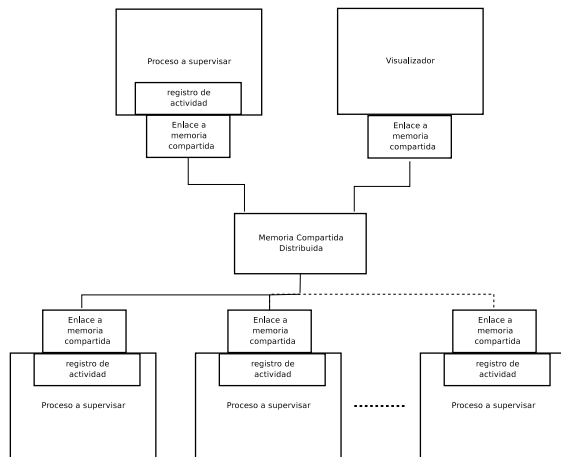 Proceso a supervisar
Visualizador
registro de
actividad
Enlace a
memoria
compartida
Enlace a
memoria
compartida
Memoria Compartida
Distribuida
Enlace a
memoria
compartida
Enlace a
memoria
compartida
Enlace a
memoria
compartida
registro de
actividad
registro de
actividad
registro de
actividad
Proceso a supervisar
Proceso a supervisar
Proceso a supervisar